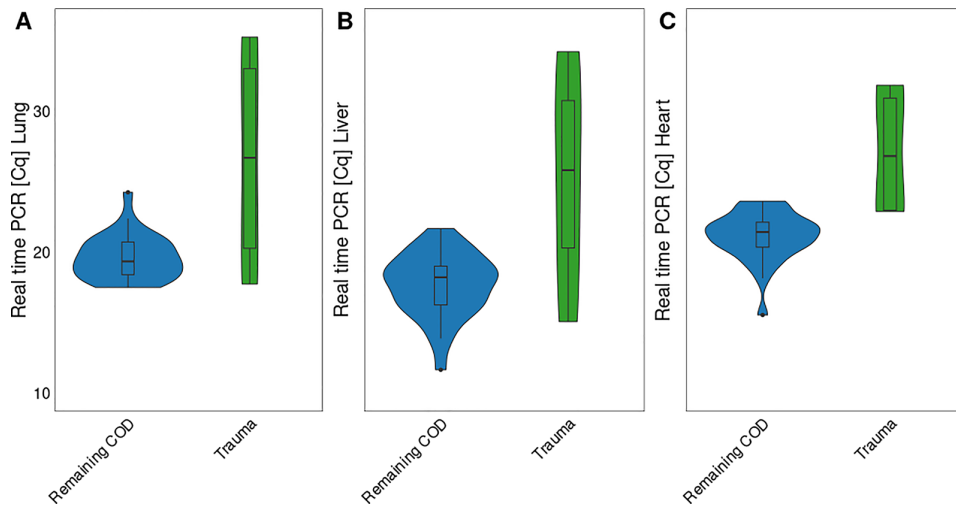 A
Real time PCR [Cq] Lung
30
20
10
Remaining COD
Trauma
B
Real time PCR [Cq] Liver
Remaining COD
Trauma
C
Real time PCR [Cq] Heart
Remaining COD
Trauma